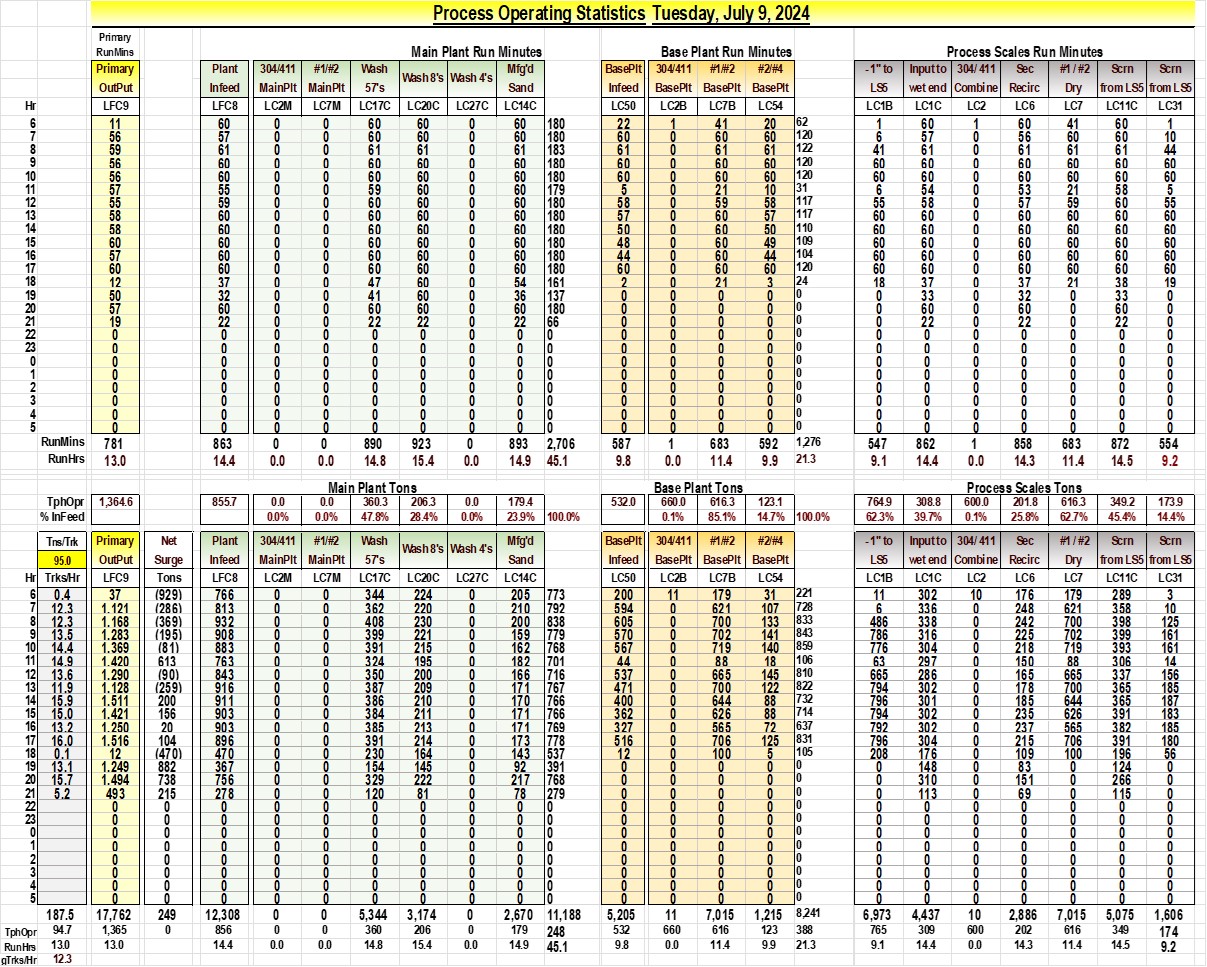 Process Operating Statistics Tuesday, July 9, 2024
Primary
RunMins Main Plant Run Minutes Base Plant Run Minutes Process Scales Run Minutes
Primary Plant 304/411 #1/#2 Wash Wash 8's Wash 4's Mfg'd BasePlt 304/411 #1/#2 #2/#4 -1" to Input to 304/ 411 Sec #1 / #2 Scrn Scrn
OutPut Infeed MainPlt MainPlt 57's Sand Infeed BasePlt BasePlt BasePlt LS5 wet end Combine Recirc Dry from LS5 from LS5
Hr LFC9 LFC8 LC2M LC7M LC17C LC20C LC27C LC14C LC50 LC2B LC7B LC54 LC1B LC1C LC2 LC6 LC7 LC11C LC31
6 11 60 0 0 60 60 0 60 180 22 1 41 20 62 1 60 1 60 41 60 1
7 56 57 0 0 60 60 0 60 180 60 0 60 60 120 6 57 0 56 60 60 10
8 59 61 0 0 61 61 0 61 183 61 0 61 61 122 41 61 0 61 61 61 44
9 56 60 0 0 60 60 0 60 180 60 0 60 60 120 60 60 0 60 60 60 60
10 56 60 0 0 60 60 0 60 180 60 0 60 60 120 60 60 0 60 60 60 60
11 57 55 0 0 59 60 0 60 179 5 0 21 10 31 6 54 0 53 21 58 5
12 55 59 0 0 60 60 0 60 180 58 0 59 58 117 55 58 0 57 59 60 55
13 58 60 0 0 60 60 0 60 180 57 0 60 57 117 60 60 0 60 60 60 60
14 58 60 0 0 60 60 0 60 180 50 0 60 50 110 60 60 0 60 60 60 60
15 60 60 0 0 60 60 0 60 180 48 0 60 49 109 60 60 0 60 60 60 60
16 57 60 0 0 60 60 0 60 180 44 0 60 44 104 60 60 0 60 60 60 60
17 60 60 0 0 60 60 0 60 180 60 0 60 60 120 60 60 0 60 60 60 60
18 12 37 0 0 47 60 0 54 161 2 0 21 3 24 18 37 0 37 21 38 19
19 50 32 0 0 41 60 0 36 137 0 0 0 0 0 0 33 0 32 0 33 0
20 57 60 0 0 60 60 0 60 180 0 0 0 0 0 0 60 0 60 0 60 0
21 19 22 0 0 22 22 0 22 66 0 0 0 0 0 0 22 0 22 0 22 0
22 0 0 0 0 0 0 0 0 0 0 0 0 0 0 0 0 0 0 0 0 0
23 0 0 0 0 0 0 0 0 0 0 0 0 0 0 0 0 0 0 0 0 0
0 0 0 0 0 0 0 0 0 0 0 0 0 0 0 0 0 0 0 0 0 0
1 0 0 0 0 0 0 0 0 0 0 0 0 0 0 0 0 0 0 0 0 0
2 0 0 0 0 0 0 0 0 0 0 0 0 0 0 0 0 0 0 0 0 0
3 0 0 0 0 0 0 0 0 0 0 0 0 0 0 0 0 0 0 0 0 0
4 0 0 0 0 0 0 0 0 0 0 0 0 0 0 0 0 0 0 0 0 0
5 0 0 0 0 0 0 0 0 0 0 0 0 0 0 0 0 0 0 0 0 0
RunMins 781 863 0 0 890 923 0 893 2,706 587 1 683 592 1,276 547 862 1 858 683 872 554
RunHrs 13.0 14.4 0.0 0.0 14.8 15.4 0.0 14.9 45.1 9.8 0.0 11.4 9.9 21.3 9.1 14.4 0.0 14.3 11.4 14.5 9.2
Main Plant Tons Base Plant Tons Process Scales Tons
TphOpr 1,364.6 855.7 0.0 0.0 360.3 206.3 0.0 179.4 532.0 660.0 616.3 123.1 764.9 308.8 600.0 201.8 616.3 349.2 173.9
% InFeed 0.0% 0.0% 47.8% 28.4% 0.0% 23.9% 100.0% 0.1% 85.1% 14.7% 100.0% 62.3% 39.7% 0.1% 25.8% 62.7% 45.4% 14.4%
Tns/Trk Primary Net Plant 304/411 #1/#2 Wash Wash 8's Wash 4's Mfg'd BasePlt 304/411 #1/#2 #2/#4 -1" to Input to 304/ 411 Sec #1 / #2 Scrn Scrn
95.0 OutPut Surge Infeed MainPlt MainPlt 57's Sand Infeed BasePlt BasePlt BasePlt LS5 wet end Combine Recirc Dry from LS5 from LS5
Hr Trks/Hr LFC9 Tons LFC8 LC2M LC7M LC17C LC20C LC27C LC14C LC50 LC2B LC7B LC54 LC1B LC1C LC2 LC6 LC7 LC11C LC31
6 0.4 37 (929) 766 0 0 344 224 0 205 773 200 11 179 31 221 11 302 10 176 179 289 3
7 12.3 1.121 (286) 813 0 0 362 220 0 210 792 594 0 621 107 728 6 336 0 248 621 358 10
8 12.3 1.168 (369) 932 0 0 408 230 0 200 838 605 0 700 133 833 486 338 0 242 700 398 125
9 13.5 1.283 (195) 908 0 0 399 221 0 159 779 570 0 702 141 843 786 316 0 225 702 399 161
10 14.4 1.369 (81) 883 0 0 391 215 0 162 768 567 0 719 140 859 776 304 0 218 719 393 161
11 14.9 1.420 613 763 0 0 324 195 0 182 701 44 0 88 18 106 63 297 0 150 88 306 14
12 13.6 1.290 (90) 843 0 0 350 200 0 166 716 537 0 665 145 810 665 286 0 165 665 337 156
13 11.9 1.128 (259) 916 0 0 387 209 0 171 767 471 0 700 122 822 794 302 0 178 700 365 185
14 15.9 1.511 200 911 0 0 386 210 0 170 766 400 0 644 88 732 796 301 0 185 644 365 187
15 15.0 1.421 156 903 0 0 384 211 0 171 766 362 0 626 88 714 794 302 0 235 626 391 183
16 13.2 1.250 20 903 0 0 385 213 0 171 769 327 0 565 72 637 792 302 0 237 565 382 185
17 16.0 1.516 104 896 0 0 391 214 0 173 778 516 0 706 125 831 796 304 0 215 706 391 180
18 0.1 12 (470) 470 0 0 230 164 0 143 537 12 0 100 5 105 208 176 0 109 100 196 56
19 13.1 1.249 882 367 0 0 154 145 0 92 391 0 0 0 0 0 0 148 0 83 0 124 0
20 15.7 1.494 738 756 0 0 329 222 0 217 768 0 0 0 0 0 0 310 0 151 0 266 0
21 5.2 493 215 278 0 0 120 81 0 78 279 0 0 0 0 0 0 113 0 69 0 115 0
22 0 0 0 0 0 0 0 0 0 0 0 0 0 0 0 0 0 0 0 0 0 0
23 0 0 0 0 0 0 0 0 0 0 0 0 0 0 0 0 0 0 0 0 0 0
0 0 0 0 0 0 0 0 0 0 0 0 0 0 0 0 0 0 0 0 0 0 0
1 0 0 0 0 0 0 0 0 0 0 0 0 0 0 0 0 0 0 0 0 0 0
2 0 0 0 0 0 0 0 0 0 0 0 0 0 0 0 0 0 0 0 0 0 0
3 0 0 0 0 0 0 0 0 0 0 0 0 0 0 0 0 0 0 0 0 0 0
4 0 0 0 0 0 0 0 0 0 0 0 0 0 0 0 0 0 0 0 0 0 0
5 0 0 0 0 0 0 0 0 0 0 0 0 0 0 0 0 0 0 0 0 0 0
187.5 17,762 249 12,308 0 0 5,344 3,174 0 2,670 11,188 5,205 11 7,015 1,215 8,241 6,973 4,437 10 2,886 7,015 5,075 1,606
TphOpr 94.7 1,365 0 856 0 0 360 206 0 179 248 532 660 616 123 388 765 309 600 202 616 349 174
RunHrs 13.0 13.0 14.4 0.0 0.0 14.8 15.4 0.0 14.9 45.1 9.8 0.0 11.4 9.9 21.3 9.1 14.4 0.0 14.3 11.4 14.5 9.2
gTrks/Hr 12.3